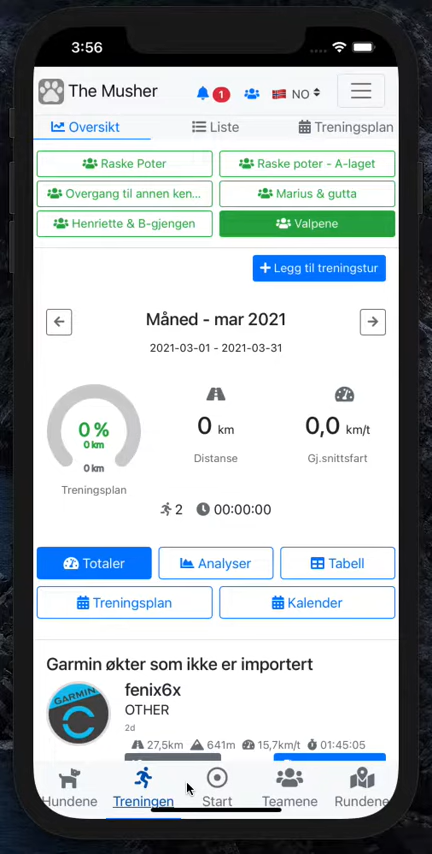 3:56
The Musher
1
NO
Oversikt
Liste
Treningsplan
Raske Poter
Raske poter - A-laget
Overgang til annen ken...
Marius & gutta
Henriette & B-gjengen
Valpene
+ Legg til treningstur
Måned - mar 2021
2021-03-01 - 2021-03-31
0 %
0 km
0 km
Treningsplan
0 km
Distanse
0,0 km/t
Gj.snittsfart
2 00:00:00
Totaler
Analyser
Tabell
Treningsplan
Kalender
Garmin økter som ikke er importert
GARMIN
fenix6x
OTHER
2d
27,5km 641m 15,7km/t 01:45:05
Hundene
Treningen
Start
Teamene
Rundene